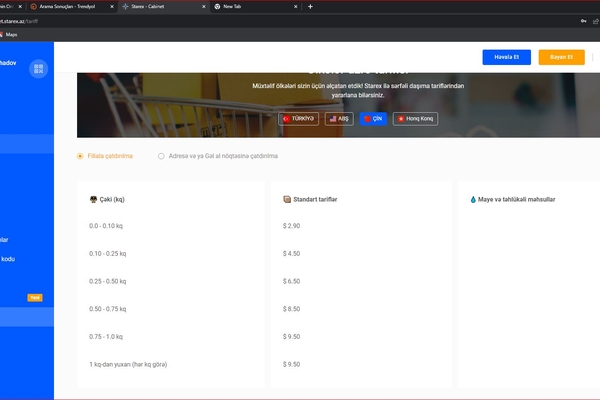 Arama Sonuçları - Trendyol
Starex - Cabinet
New Tab
et.starex.az/tariff
Maps
hadov
Həvalə Et
Bəyan Et
Müxtəlif ölkələri sizin üçün əlçatan etdik! Starex ilə sərfəli daşıma tariflərindən
yararlana bilərsiniz.
TÜRKİYƏ
ABŞ
ÇİN
Honq Konq
Filiala çatdırılma
Adresə və ya Gəl al nöqtəsinə çatdırılma
Çəki (kq)
Standart tariflər
Maye və təhlükəli məhsullar
0.0 - 0.10 kq
$ 2.90
0.10 - 0.25 kq
$ 4.50
0.25 - 0.50 kq
$ 6.50
0.50 - 0.75 kq
$ 8.50
0.75 - 1.0 kq
$ 9.50
1 kq-dan yuxarı (hər kq görə)
$ 9.50
lar
kodu
Yeni